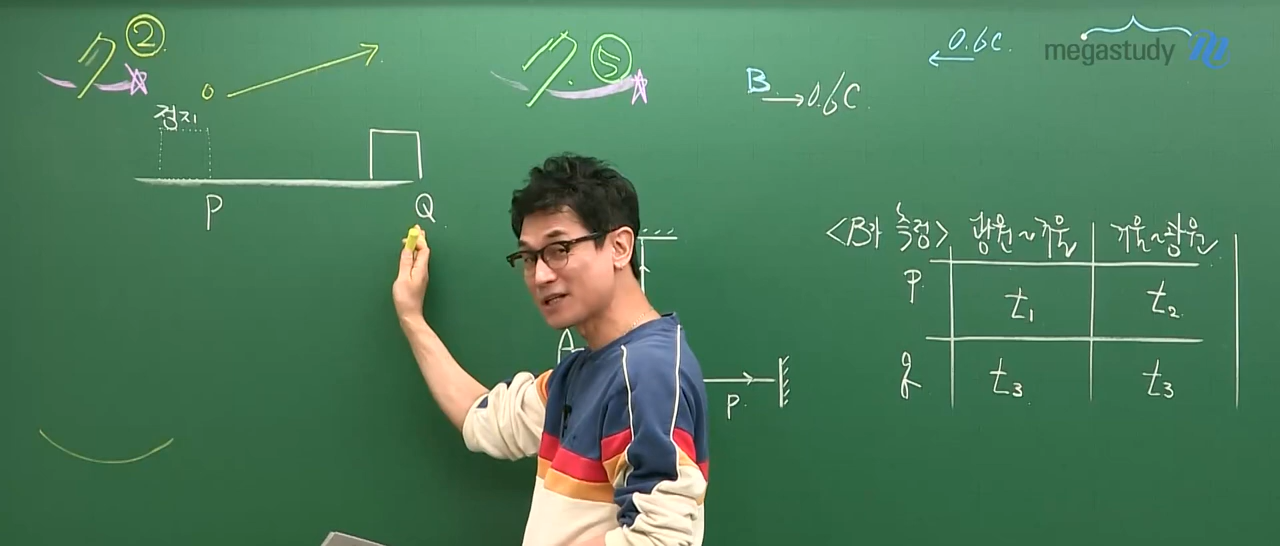 ㄱ. ②
정지
P
Q
ㄱ. ⑤
B
→ 0.6C.
0.6C.
megastudy
A
p.
<B가 측정> 광원~거울 거울~광원
p. t₁ t₂
q t₃ t₃